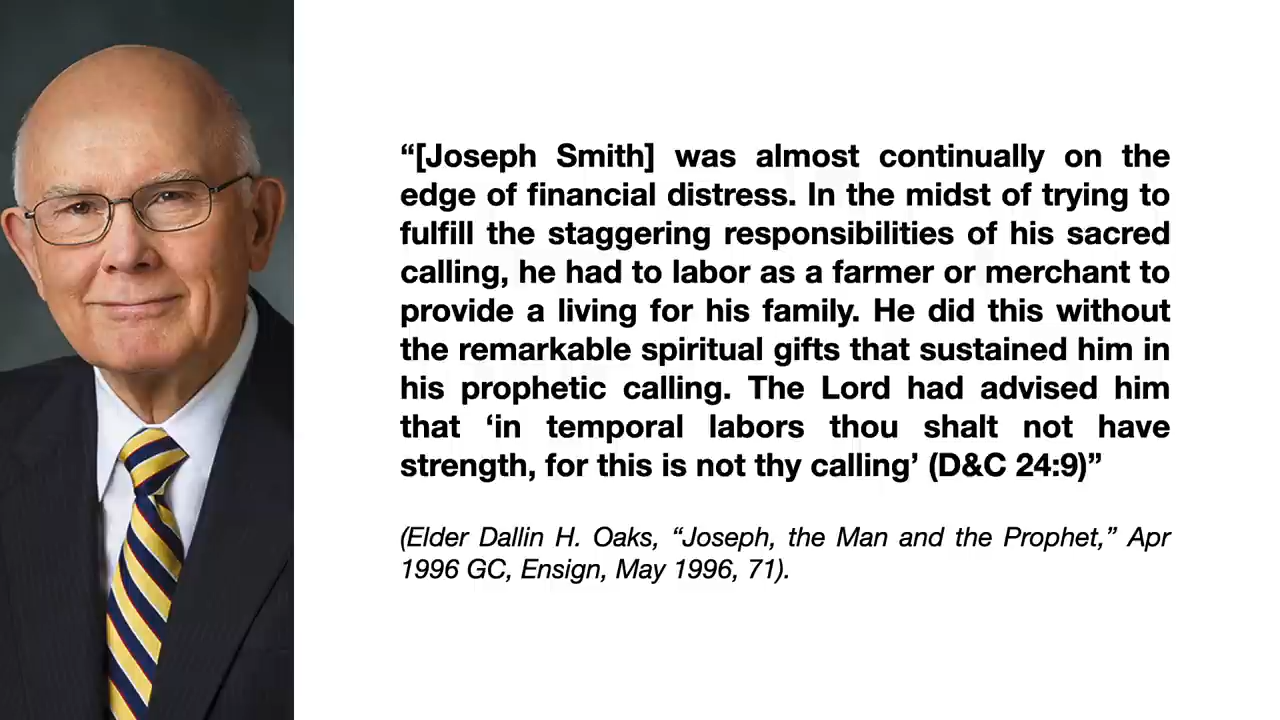 “[Joseph Smith] was almost continually on the
edge of financial distress. In the midst of trying to
fulfill the staggering responsibilities of his sacred
calling, he had to labor as a farmer or merchant to
provide a living for his family. He did this without
the remarkable spiritual gifts that sustained him in
his prophetic calling. The Lord had advised him
that ‘in temporal labors thou shalt not have
strength, for this is not thy calling’ (D&C 24:9)”
(Elder Dallin H. Oaks, “Joseph, the Man and the Prophet,” Apr
1996 GC, Ensign, May 1996, 71).